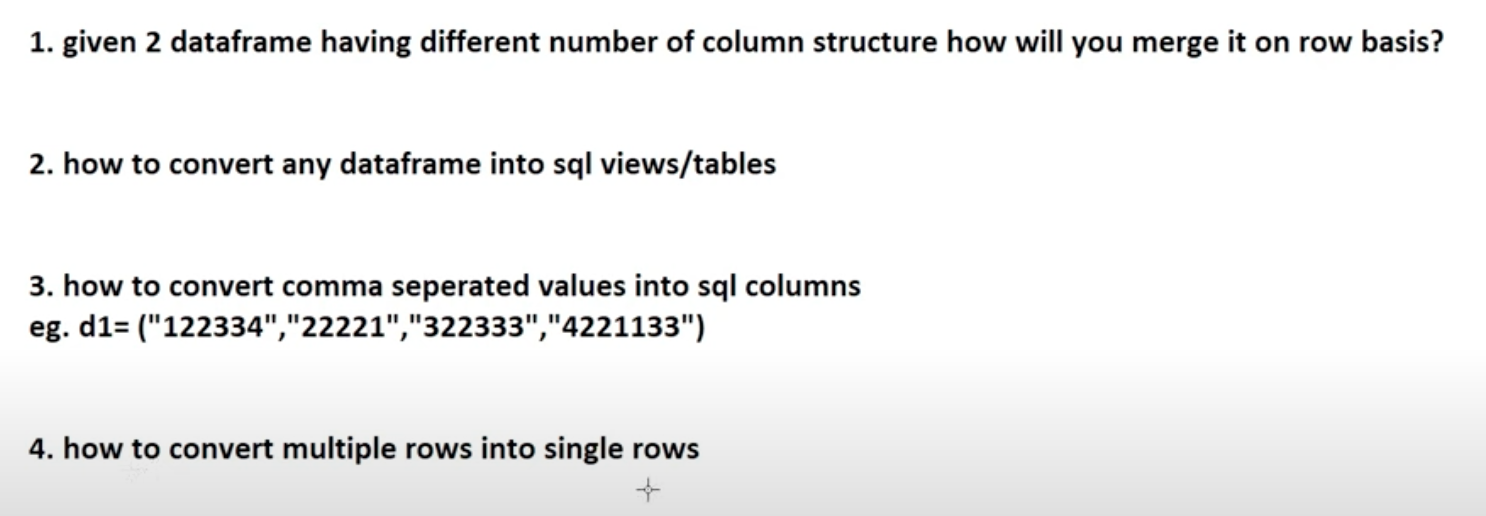 1. given 2 dataframe having different number of column structure how will you merge it on row basis?
2. how to convert any dataframe into sql views/tables
3. how to convert comma seperated values into sql columns
eg. d1= ("122334","22221","322333","4221133")
4. how to convert multiple rows into single rows